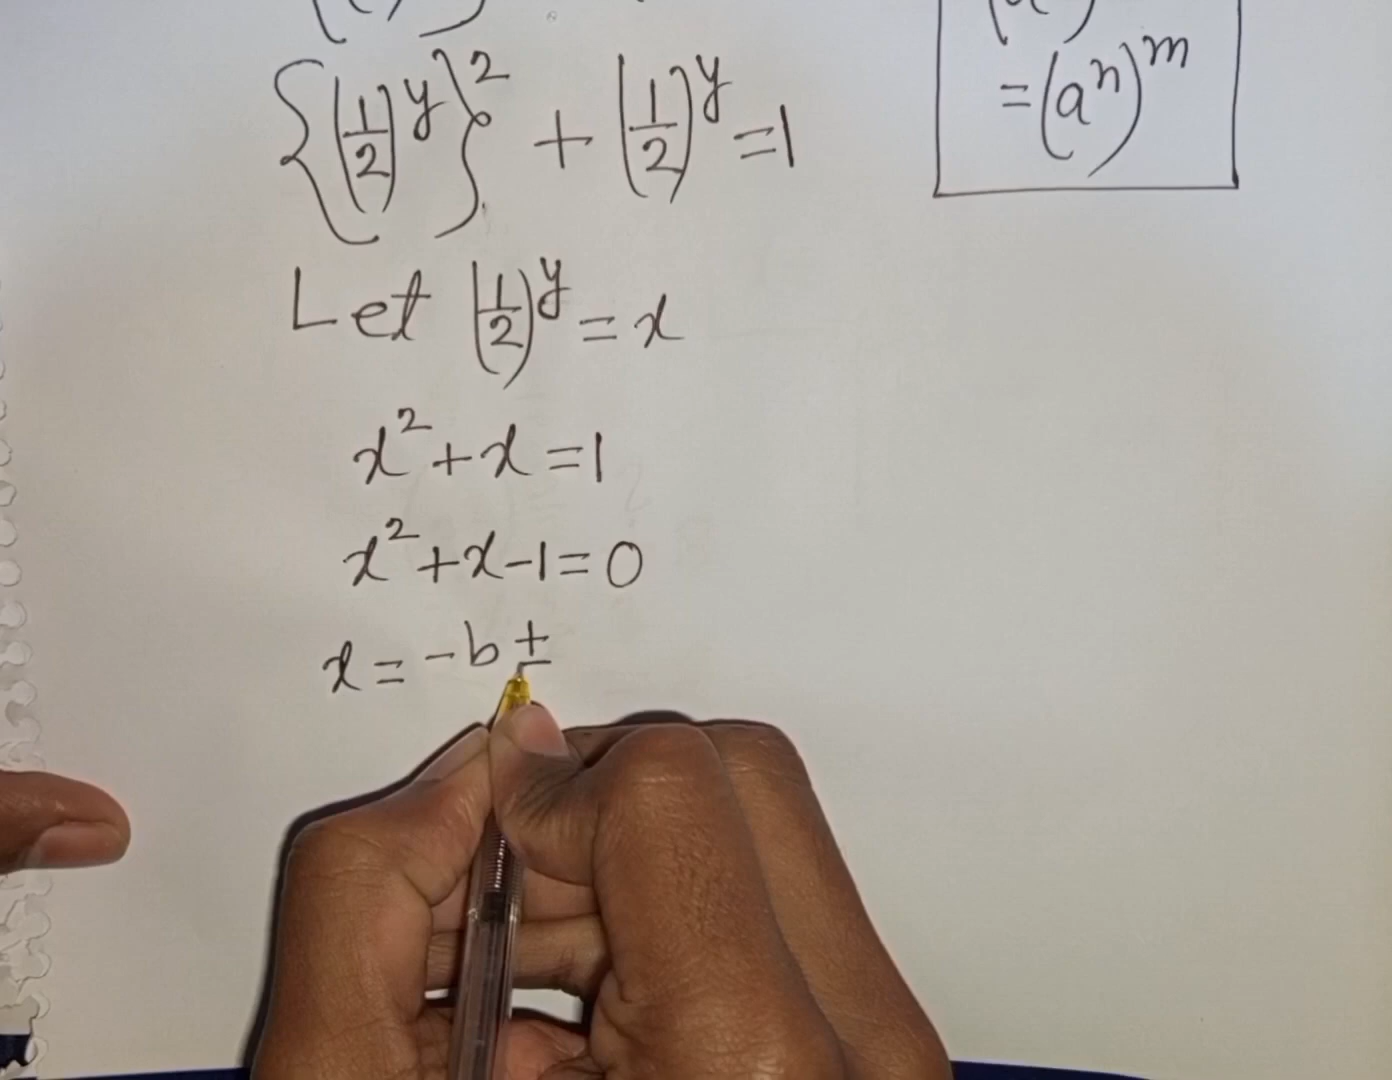 {(1/2)^y}^2 + (1/2)^y = 1
= (a^n)^m
Let (1/2)^y = x
x^2 + x = 1
x^2 + x - 1 = 0
x = -b ±